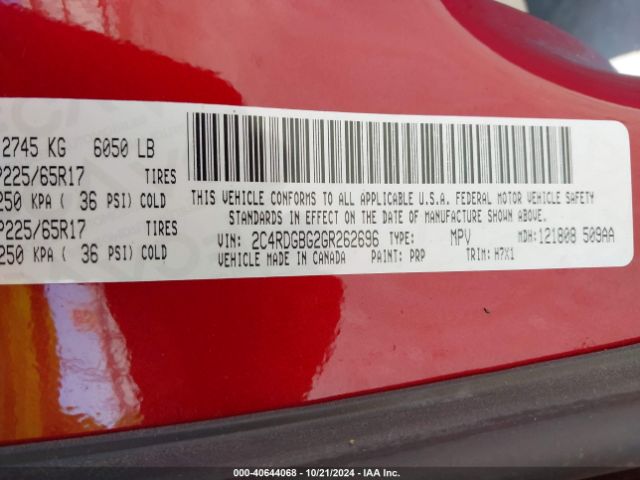 2745 KG 6050 LB
P225/65R17 TIRES
250 KPA ( 36 PSI) COLD
P225/65R17 TIRES
250 KPA ( 36 PSI) COLD
THIS VEHICLE CONFORMS TO ALL APPLICABLE U.S.A. FEDERAL MOTOR VEHICLE SAFETY
STANDARDS IN EFFECT ON THE DATE OF MANUFACTURE SHOWN ABOVE.
VIN: 2C4RDGBG2GR262696 TYPE: MPV MDH: 121808 509AA
VEHICLE MADE IN CANADA PAINT: PRP TRIM: H7X1
000-40644068 | 10/21/2024 | IAA Inc.